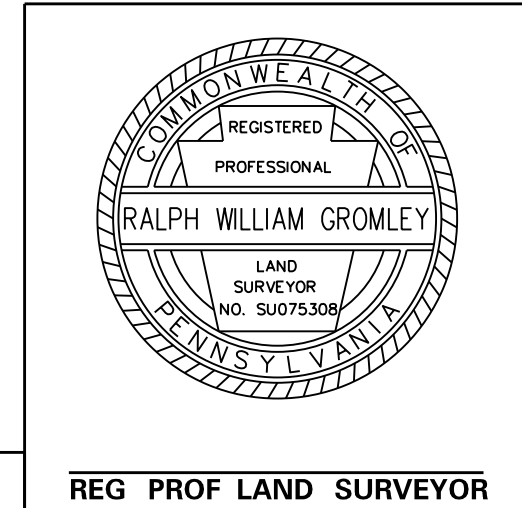 COMMONWEALTH OF
REGISTERED
PROFESSIONAL
RALPH WILLIAM GROMLEY
LAND
SURVEYOR
NO. SU075308
PENNSYLVANIA
REG PROF LAND SURVEYOR